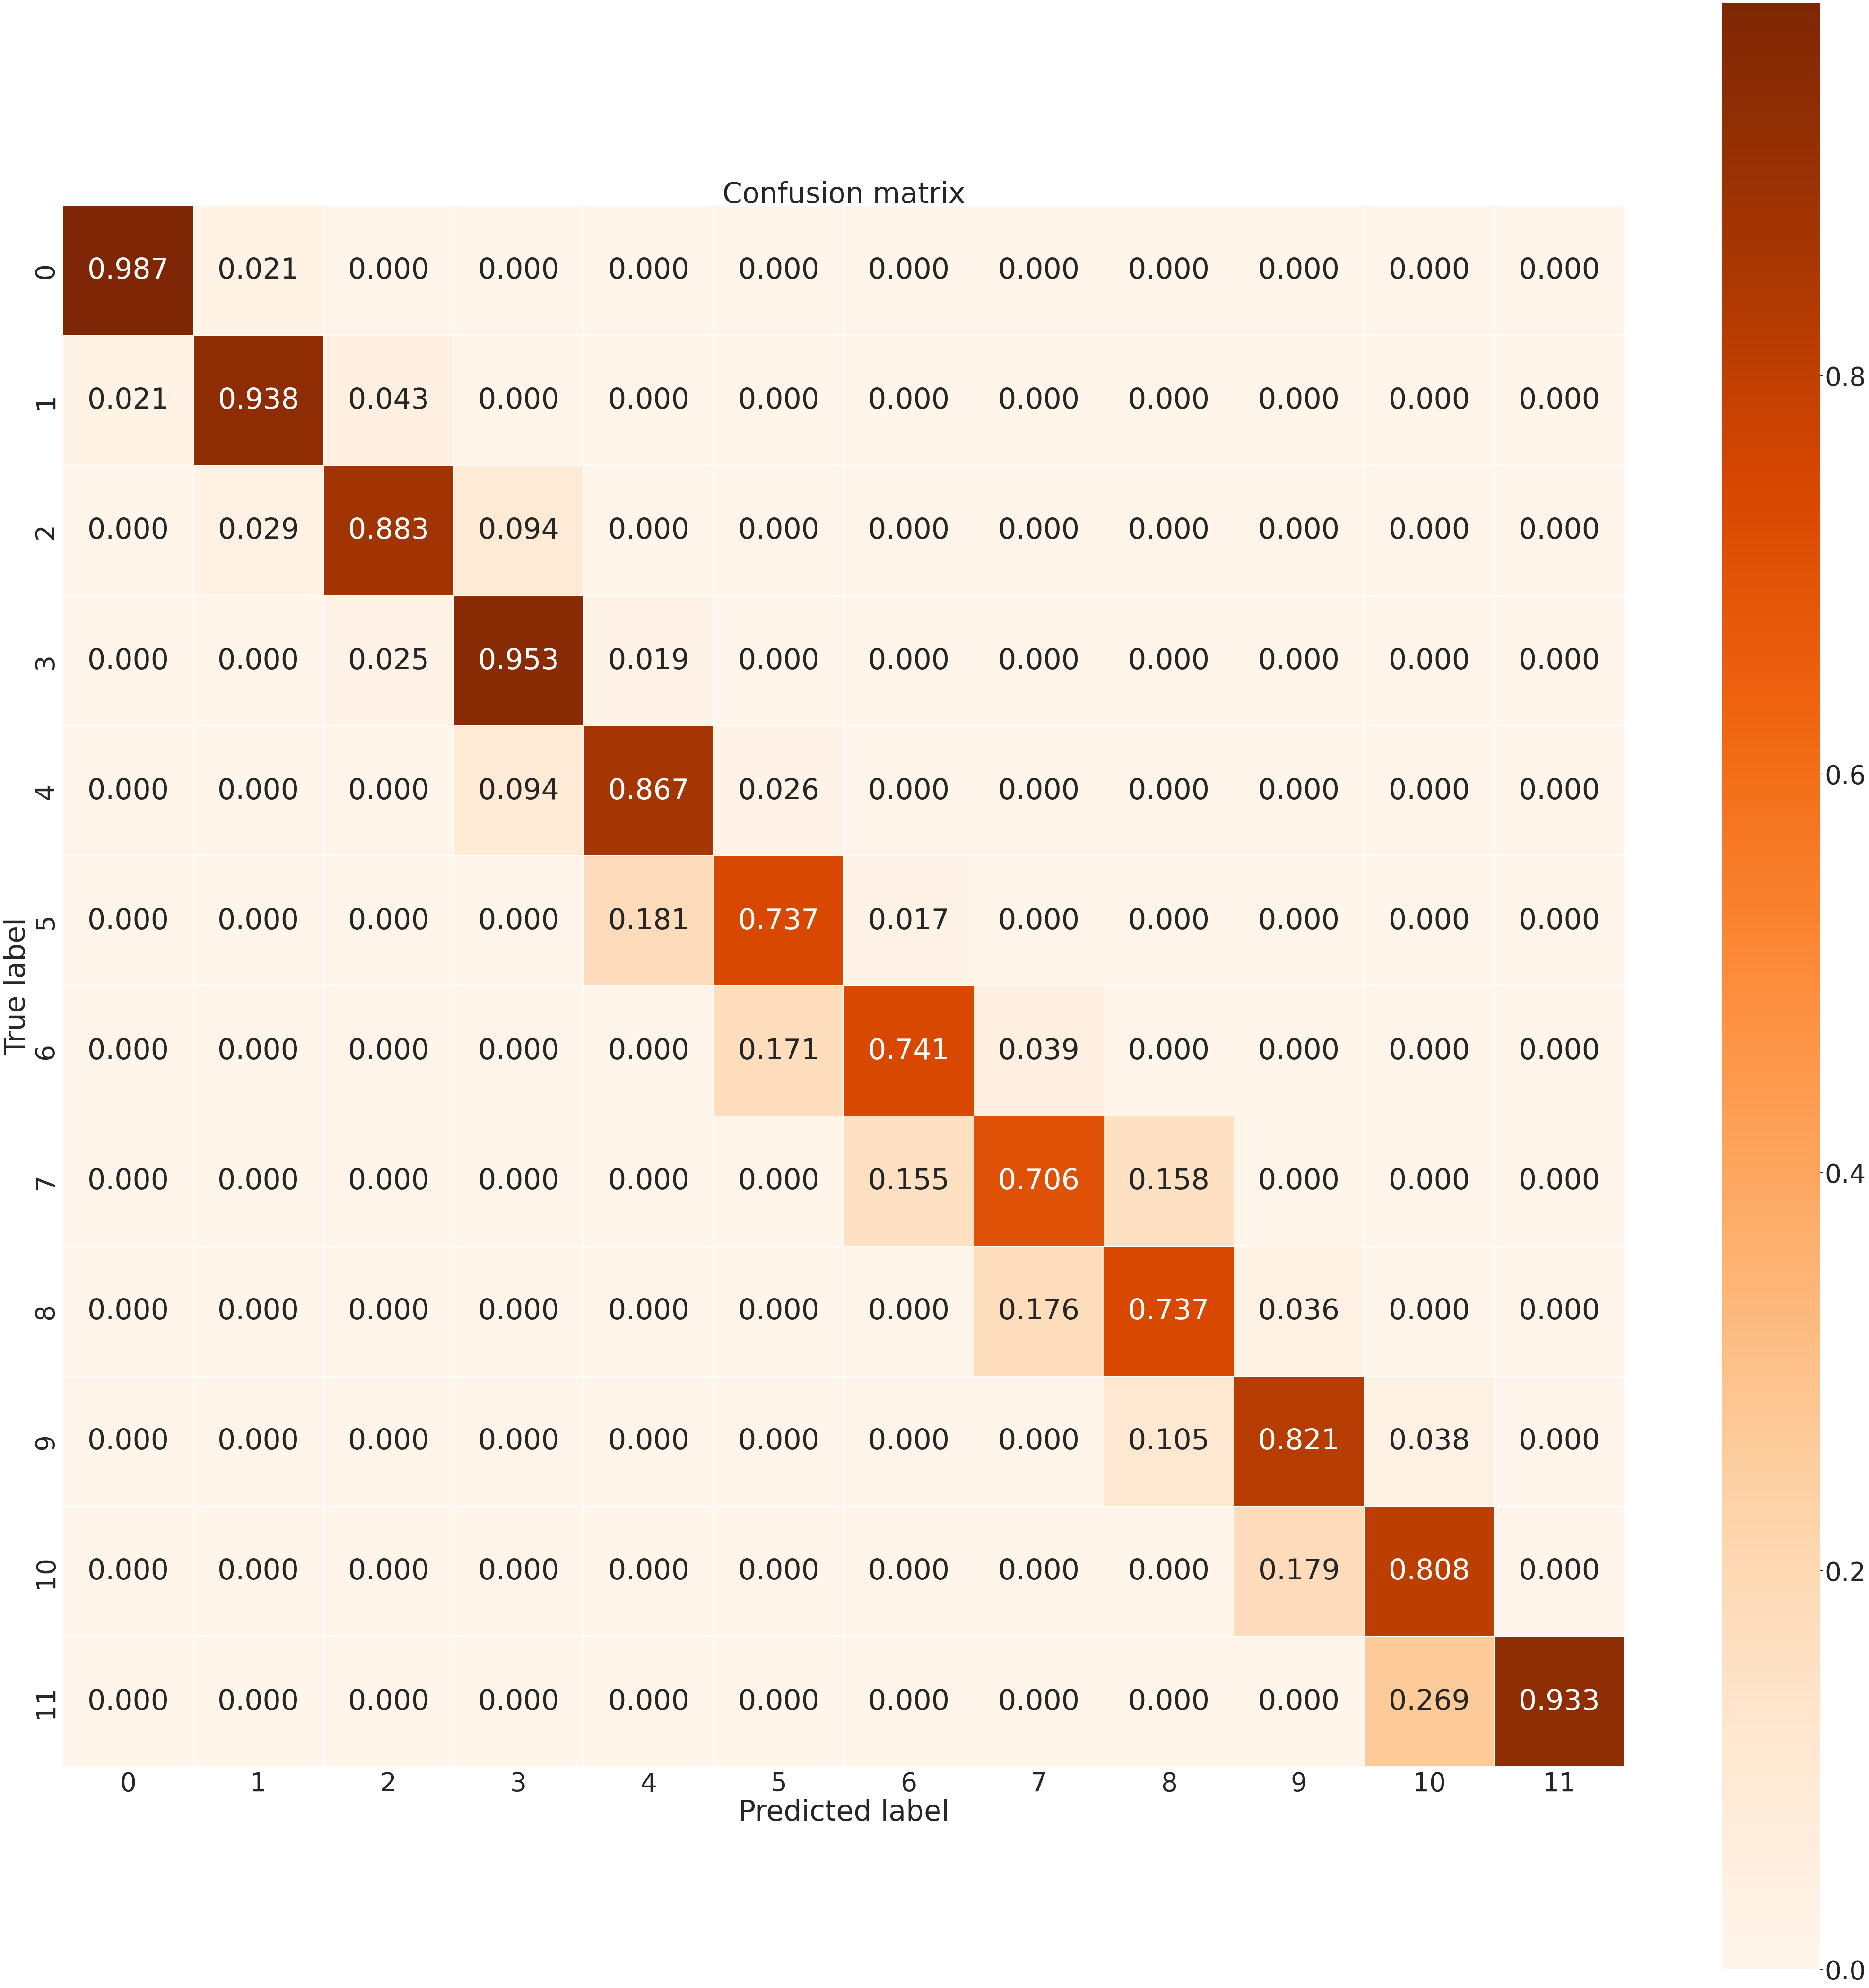 Confusion matrix
0 0.987 0.021 0.000 0.000 0.000 0.000 0.000 0.000 0.000 0.000 0.000 0.000
1 0.021 0.938 0.043 0.000 0.000 0.000 0.000 0.000 0.000 0.000 0.000 0.000
2 0.000 0.029 0.883 0.094 0.000 0.000 0.000 0.000 0.000 0.000 0.000 0.000
3 0.000 0.000 0.025 0.953 0.019 0.000 0.000 0.000 0.000 0.000 0.000 0.000
4 0.000 0.000 0.000 0.094 0.867 0.026 0.000 0.000 0.000 0.000 0.000 0.000
5 0.000 0.000 0.000 0.000 0.181 0.737 0.017 0.000 0.000 0.000 0.000 0.000
6 0.000 0.000 0.000 0.000 0.000 0.171 0.741 0.039 0.000 0.000 0.000 0.000
7 0.000 0.000 0.000 0.000 0.000 0.000 0.155 0.706 0.158 0.000 0.000 0.000
8 0.000 0.000 0.000 0.000 0.000 0.000 0.000 0.176 0.737 0.036 0.000 0.000
9 0.000 0.000 0.000 0.000 0.000 0.000 0.000 0.000 0.105 0.821 0.038 0.000
10 0.000 0.000 0.000 0.000 0.000 0.000 0.000 0.000 0.000 0.179 0.808 0.000
11 0.000 0.000 0.000 0.000 0.000 0.000 0.000 0.000 0.000 0.000 0.269 0.933
0 1 2 3 4 5 6 7 8 9 10 11
Predicted label
True label
0.8
0.6
0.4
0.2
0.0